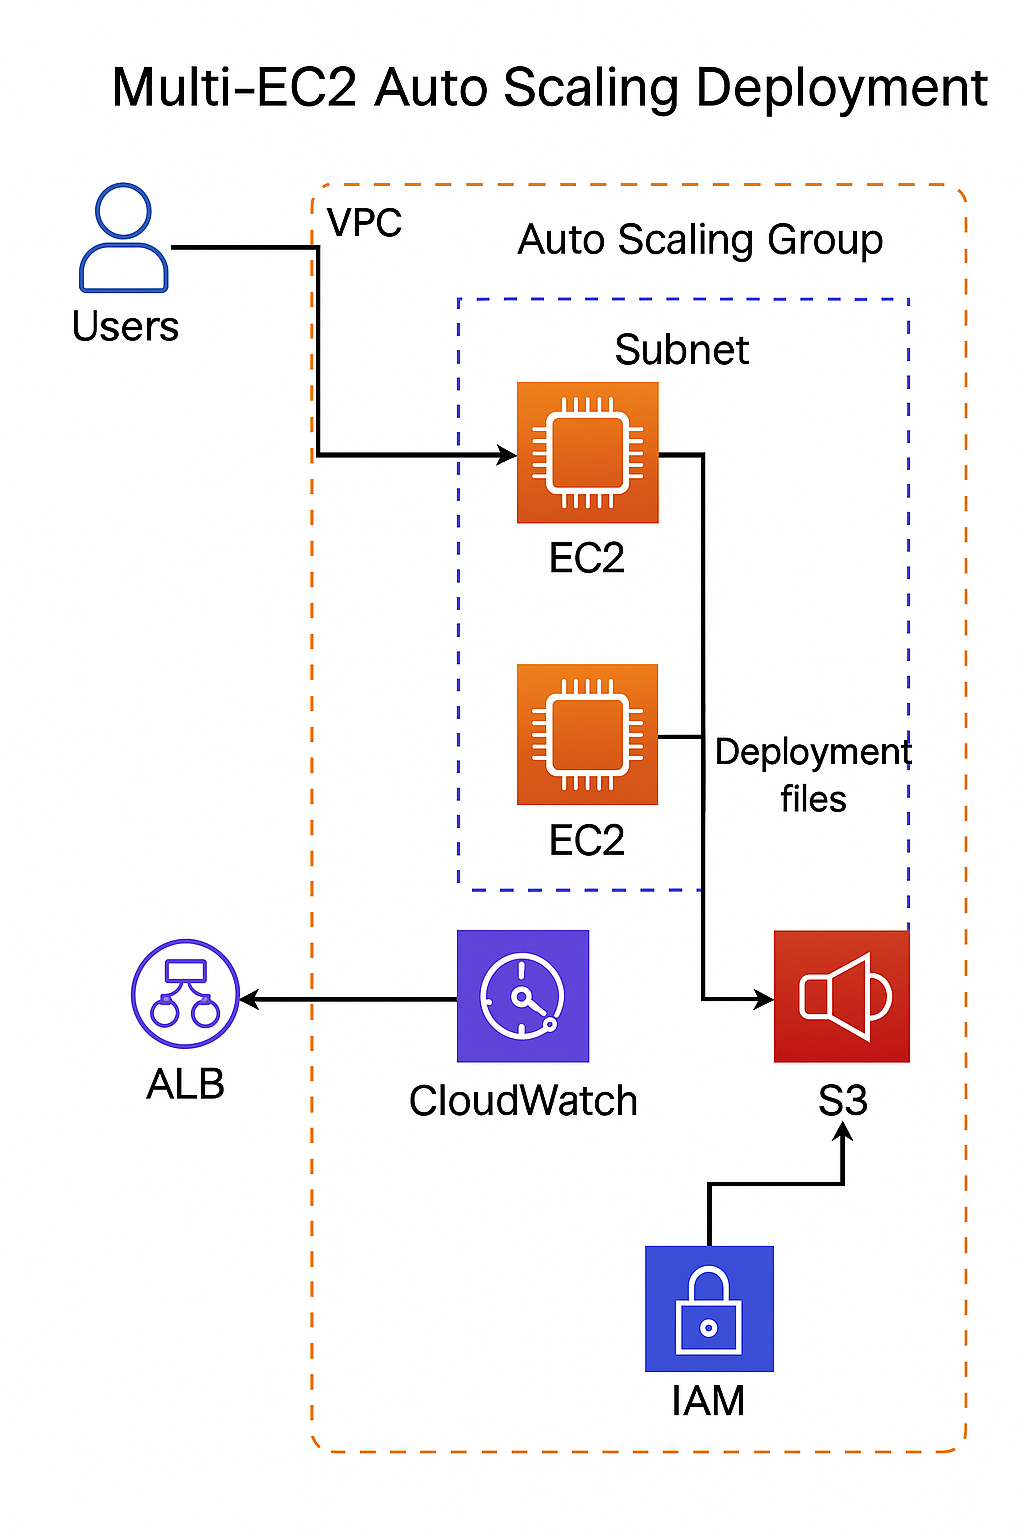 Multi-EC2 Auto Scaling Deployment
VPC
Auto Scaling Group
Users
Subnet
EC2
EC2
Deployment
files
ALB
CloudWatch
S3
IAM